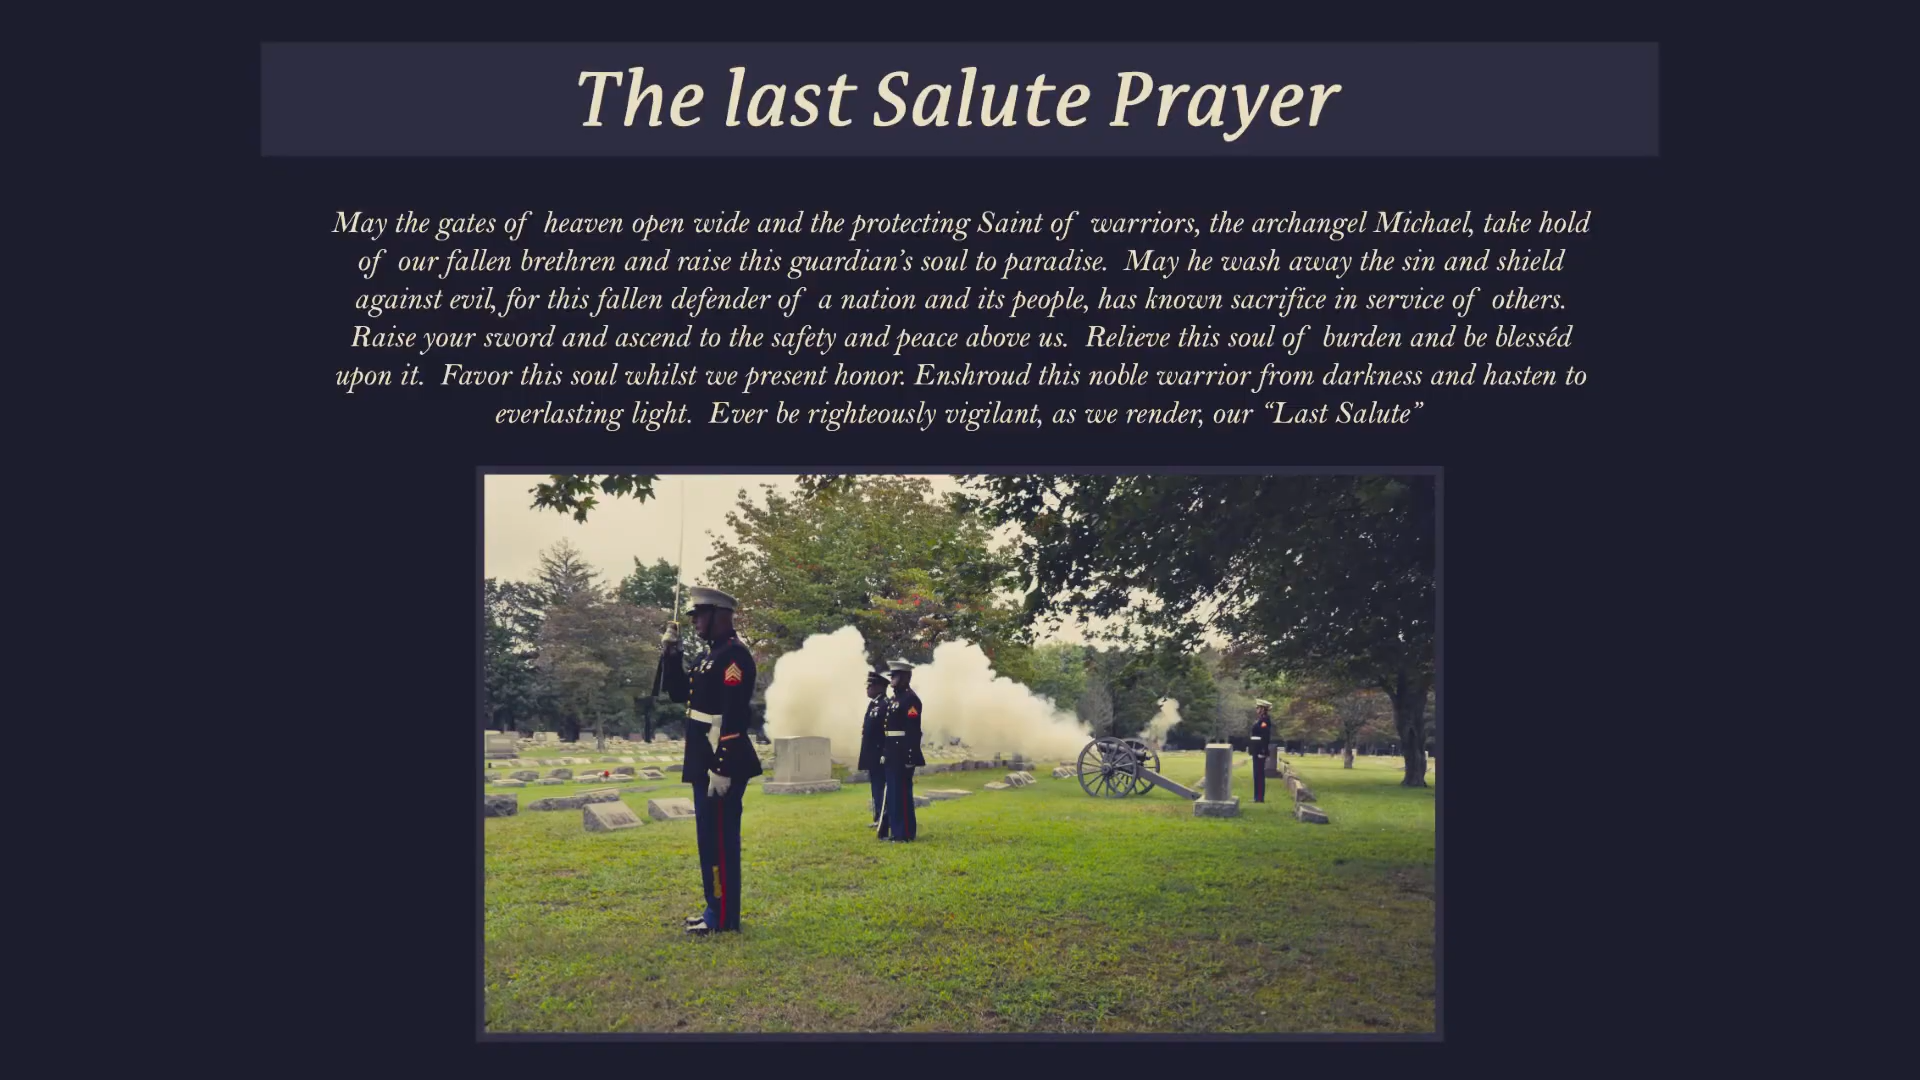 The last Salute Prayer
May the gates of heaven open wide and the protecting Saint of warriors, the archangel Michael, take hold
of our fallen brethren and raise this guardian’s soul to paradise. May he wash away the sin and shield
against evil, for this fallen defender of a nation and its people, has known sacrifice in service of others.
Raise your sword and ascend to the safety and peace above us. Relieve this soul of burden and be blesséd
upon it. Favor this soul whilst we present honor. Enshroud this noble warrior from darkness and hasten to
everlasting light. Ever be righteously vigilant, as we render, our “Last Salute”